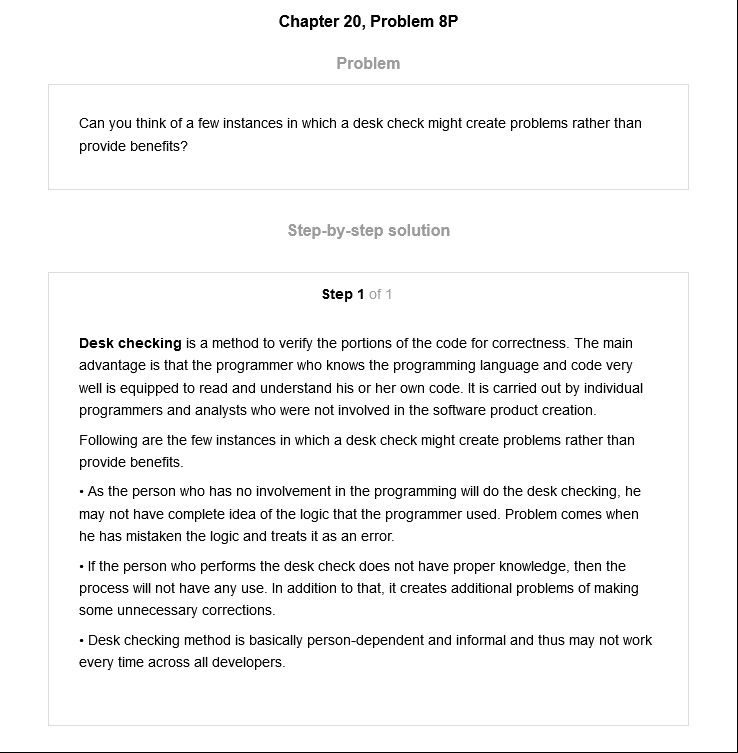 Chapter 20, Problem 8P
Problem
Can you think of a few instances in which a desk check might create problems rather than
provide benefits?
Step-by-step solution
Step 1 of 1
Desk checking is a method to verify the portions of the code for correctness. The main
advantage is that the programmer who knows the programming language and code very
well is equipped to read and understand his or her own code. It is carried out by individual
programmers and analysts who were not involved in the software product creation.
Following are the few instances in which a desk check might create problems rather than
provide benefits.
• As the person who has no involvement in the programming will do the desk checking, he
may not have complete idea of the logic that the programmer used. Problem comes when
he has mistaken the logic and treats it as an error.
• If the person who performs the desk check does not have proper knowledge, then the
process will not have any use. In addition to that, it creates additional problems of making
some unnecessary corrections.
• Desk checking method is basically person-dependent and informal and thus may not work
every time across all developers.